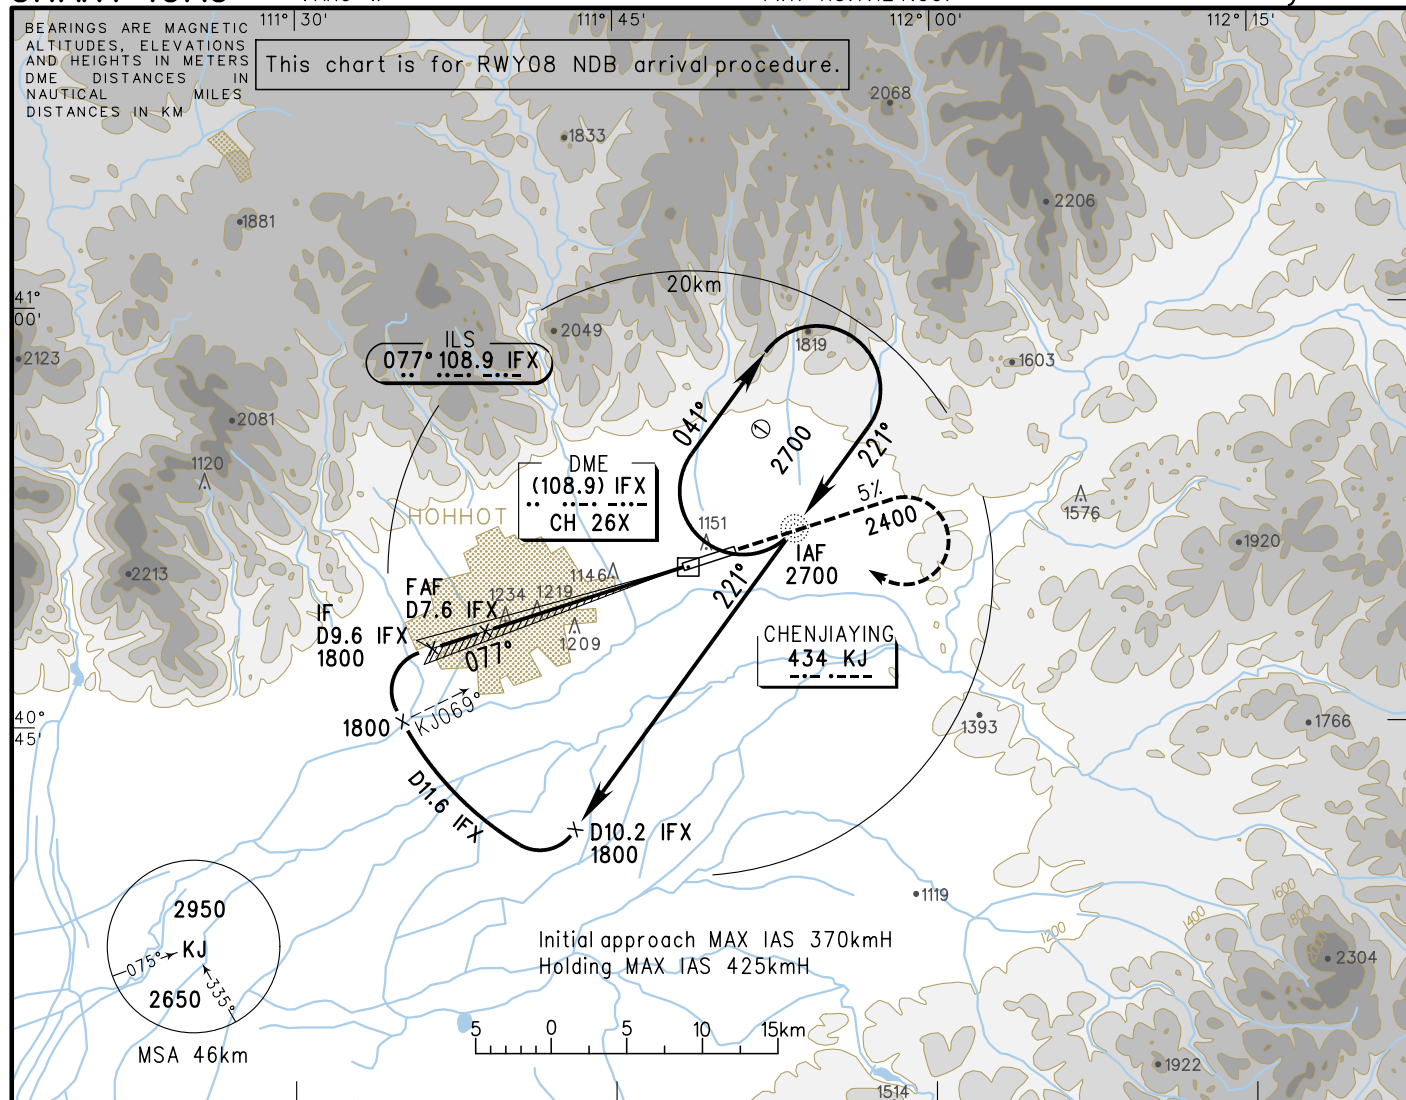 111° 30'
111° 45'
112° 00'
112° 15'
BEARINGS ARE MAGNETIC
ALTITUDES, ELEVATIONS
AND HEIGHTS IN METERS
DME DISTANCES IN
NAUTICAL MILES
DISTANCES IN KM
This chart is for RWY08 NDB arrival procedure.
2068
1833
2206
1881
20km
41°
00'
2049
1819
1603
2123
ILS
077° 108.9 IFX
2081
041°
①
2700
221°
1120
DME
(108.9) IFX
CH 26X
5%
2400
1576
HOHHOT
1151
1920
IAF
2700
2213
1146
221°
FAF
D7.6 IFX
1234
1219
IF
D9.6 IFX
1800
1209
077°
CHENJIAYING
434 KJ
KJ069°
1800
40°
45'
1393
1766
D11.6 IFX
D10.2 IFX
1800
1119
1600
1800
1400
1200
2950
KJ
075°
2650
335°
MSA 46km
Initial approach MAX IAS 370kmH
Holding MAX IAS 425kmH
2304
5 0 5 10 15km
1922
1514